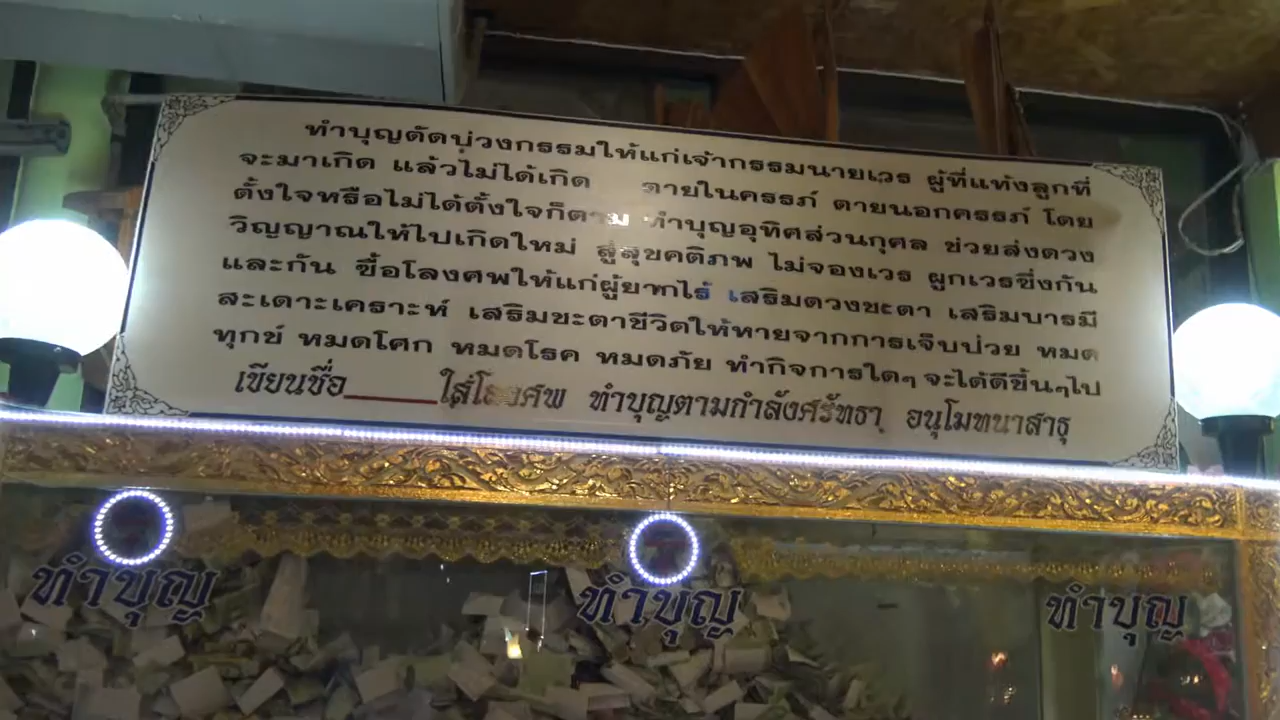 ทำบุญตัดบ่วงกรรมให้แก่เจ้ากรรมนายเวร ผู้ที่แท้งลูกที่
จะมาเกิด แล้วไม่ได้เกิด ตายในครรภ์ ตายนอกครรภ์ โดย
ตั้งใจหรือไม่ได้ตั้งใจก็ตาม ทำบุญอุทิศส่วนกุศล ช่วยส่งดวง
วิญญาณให้ไปเกิดใหม่ สู่สุขคติภพ ไม่จองเวร ผูกเวรซึ่งกัน
และกัน ซื้อโลงศพให้แก่ผู้ยากไร้ เสริมดวงชะตา เสริมบารมี
สะเดาะเคราะห์ เสริมชะตาชีวิตให้หายจากการเจ็บป่วย หมด
ทุกข์ หมดโศก หมดโรค หมดภัย ทำกิจการใดๆ จะได้ดีขึ้นๆไป
เขียนชื่อ______ใส่โลงศพ ทำบุญตามกำลังศรัทธา อนุโมทนาสาธุ
ทำบุญ ทำบุญ ทำบุญ